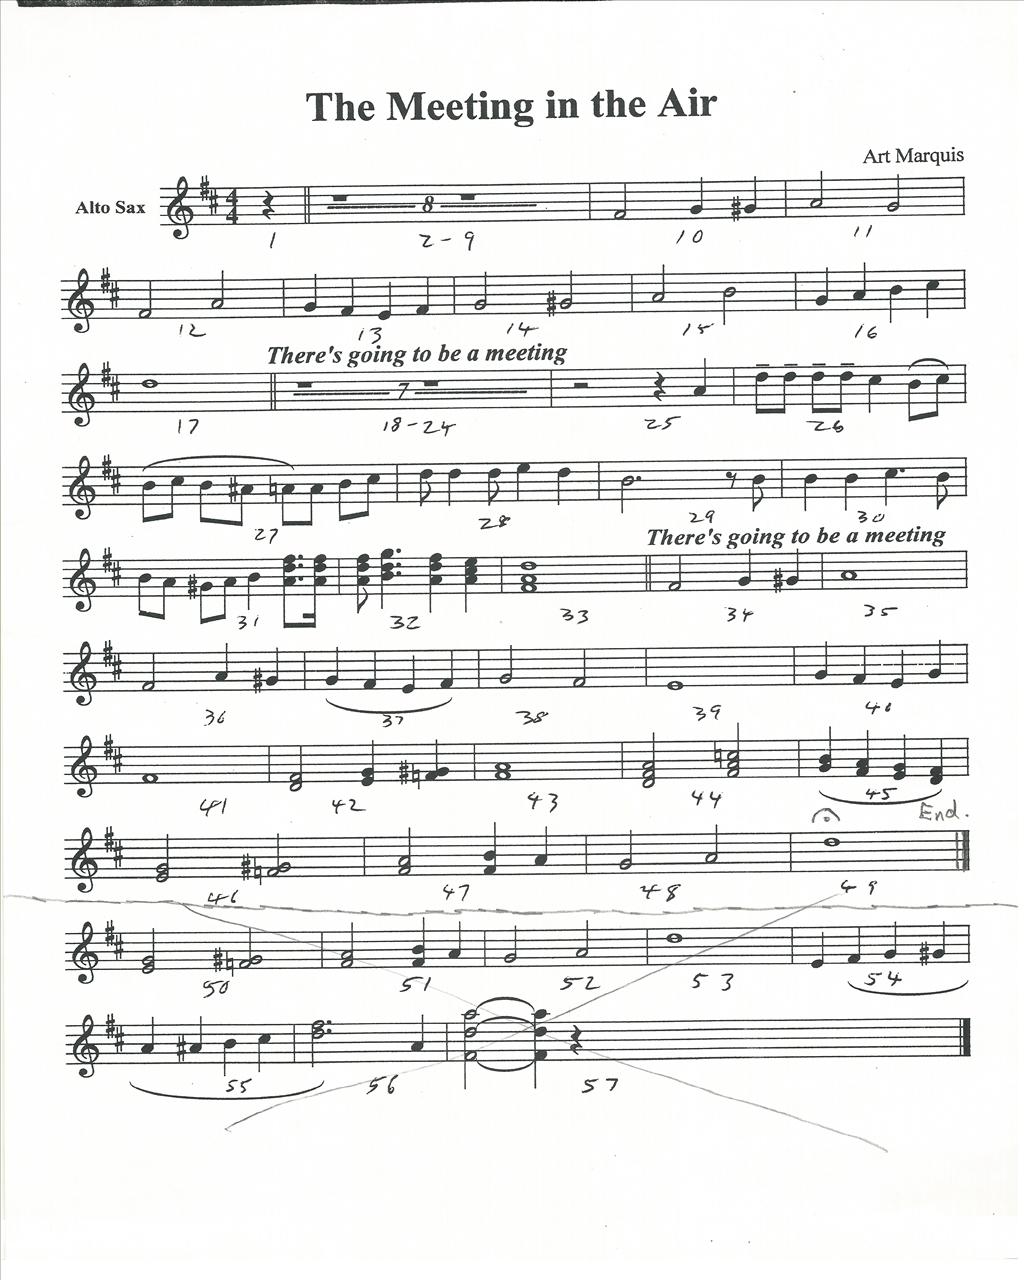 The Meeting in the Air
Art Marquis
Alto Sax
4
4
8
1 2-9 10 11
12 13 14 15 16
There's going to be a meeting
7
17 18-24 25 26
27 28 29 30
There's going to be a meeting
31 32 33 34 35
36 37 38 39 40
41 42 43 44 45
End.
46 47 48 49
50 51 52 53 54
55 56 57